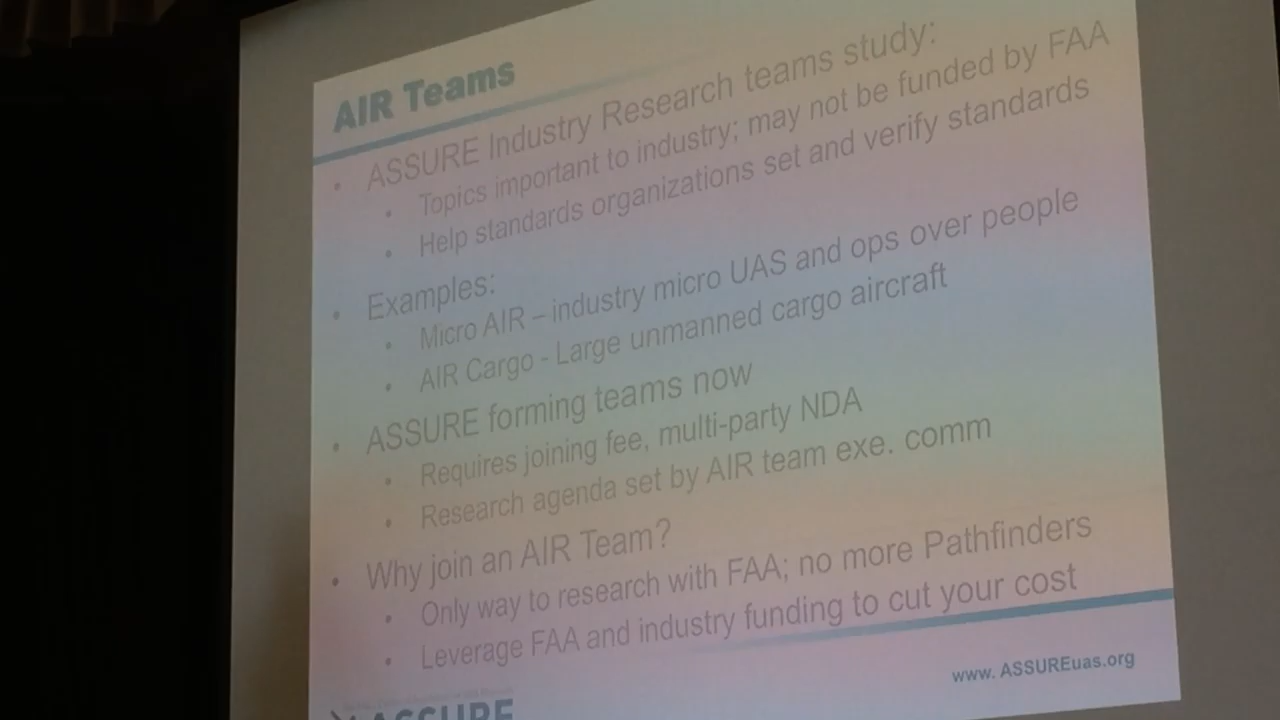 AIR Teams
• ASSURE Industry Research teams study:
• Topics important to industry; may not be funded by FAA
• Help standards organizations set and verify standards
• Examples:
• Micro AIR – industry micro UAS and ops over people
• AIR Cargo - Large unmanned cargo aircraft
• ASSURE forming teams now
• Requires joining fee, multi-party NDA
• Research agenda set by AIR team exe. comm
• Why join an AIR Team?
• Only way to research with FAA; no more Pathfinders
• Leverage FAA and industry funding to cut your cost
www. ASSUREuas.org
ASSURE